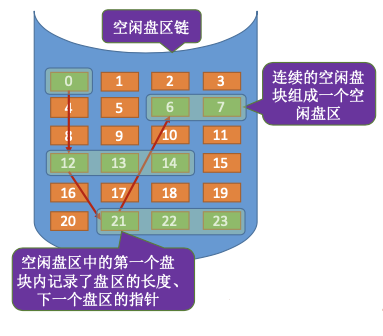 空闲盘区链
0 1 2 3
4 5 6 7
8 9 10 11
12 13 14 15
16 17 18 19
20 21 22 23
连续的空闲盘
块组成一个空
闲盘区
空闲盘区中的第一个盘
块内记录了盘区的长度、
下一个盘区的指针